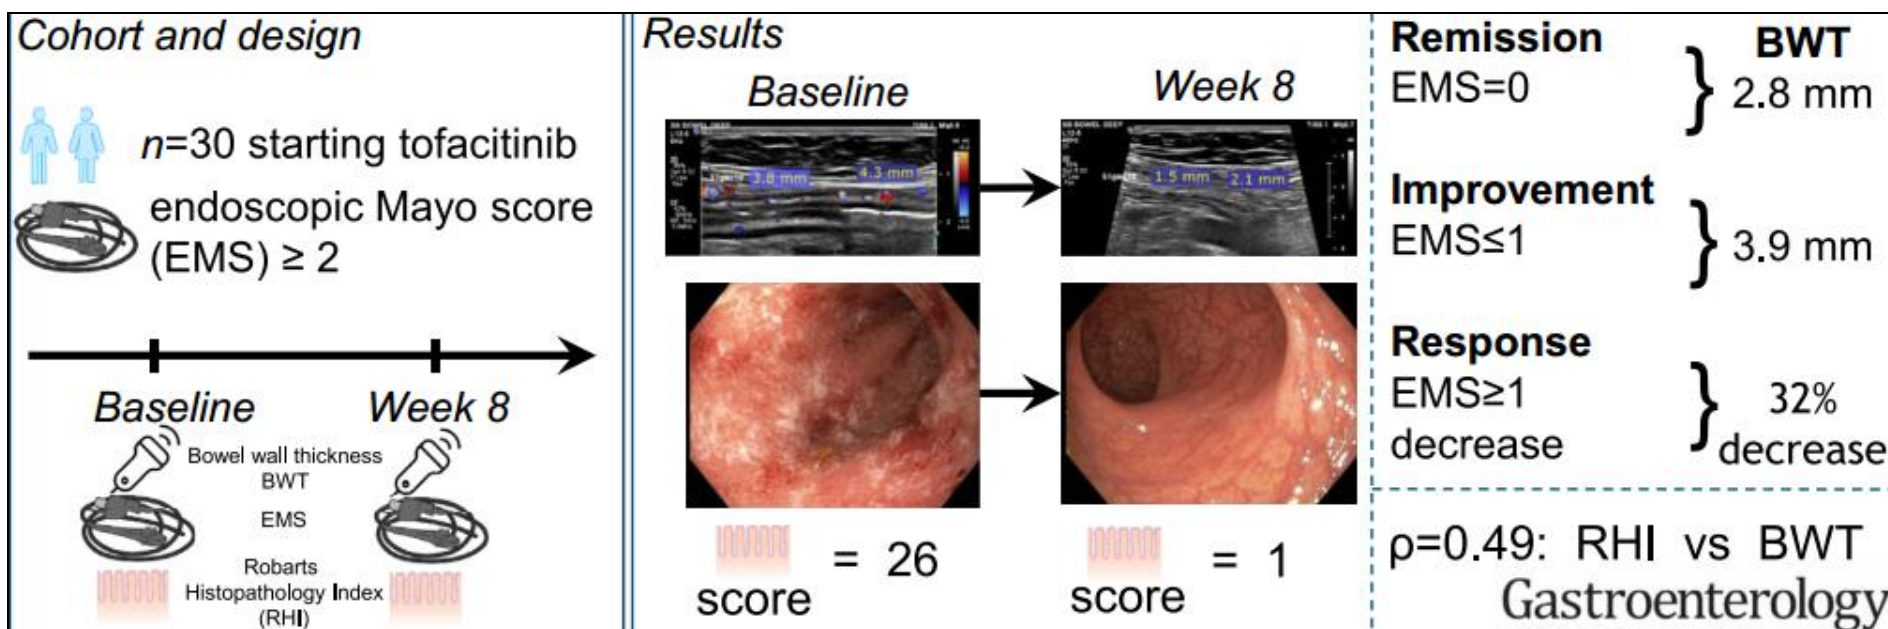 Cohort and design
n=30 starting tofacitinib
endoscopic Mayo score
(EMS) ≥ 2
Baseline
Week 8
Bowel wall thickness
BWT
EMS
Robarts
Histopathology Index
(RHI)
Results
Baseline
Week 8
3.8 mm
4.3 mm
1.5 mm
2.1 mm
score = 26
score = 1
Remission
BWT
EMS=0
2.8 mm
Improvement
EMS≤1
3.9 mm
Response
EMS≥1
decrease
32%
decrease
ρ=0.49: RHI vs BWT
Gastroenterology